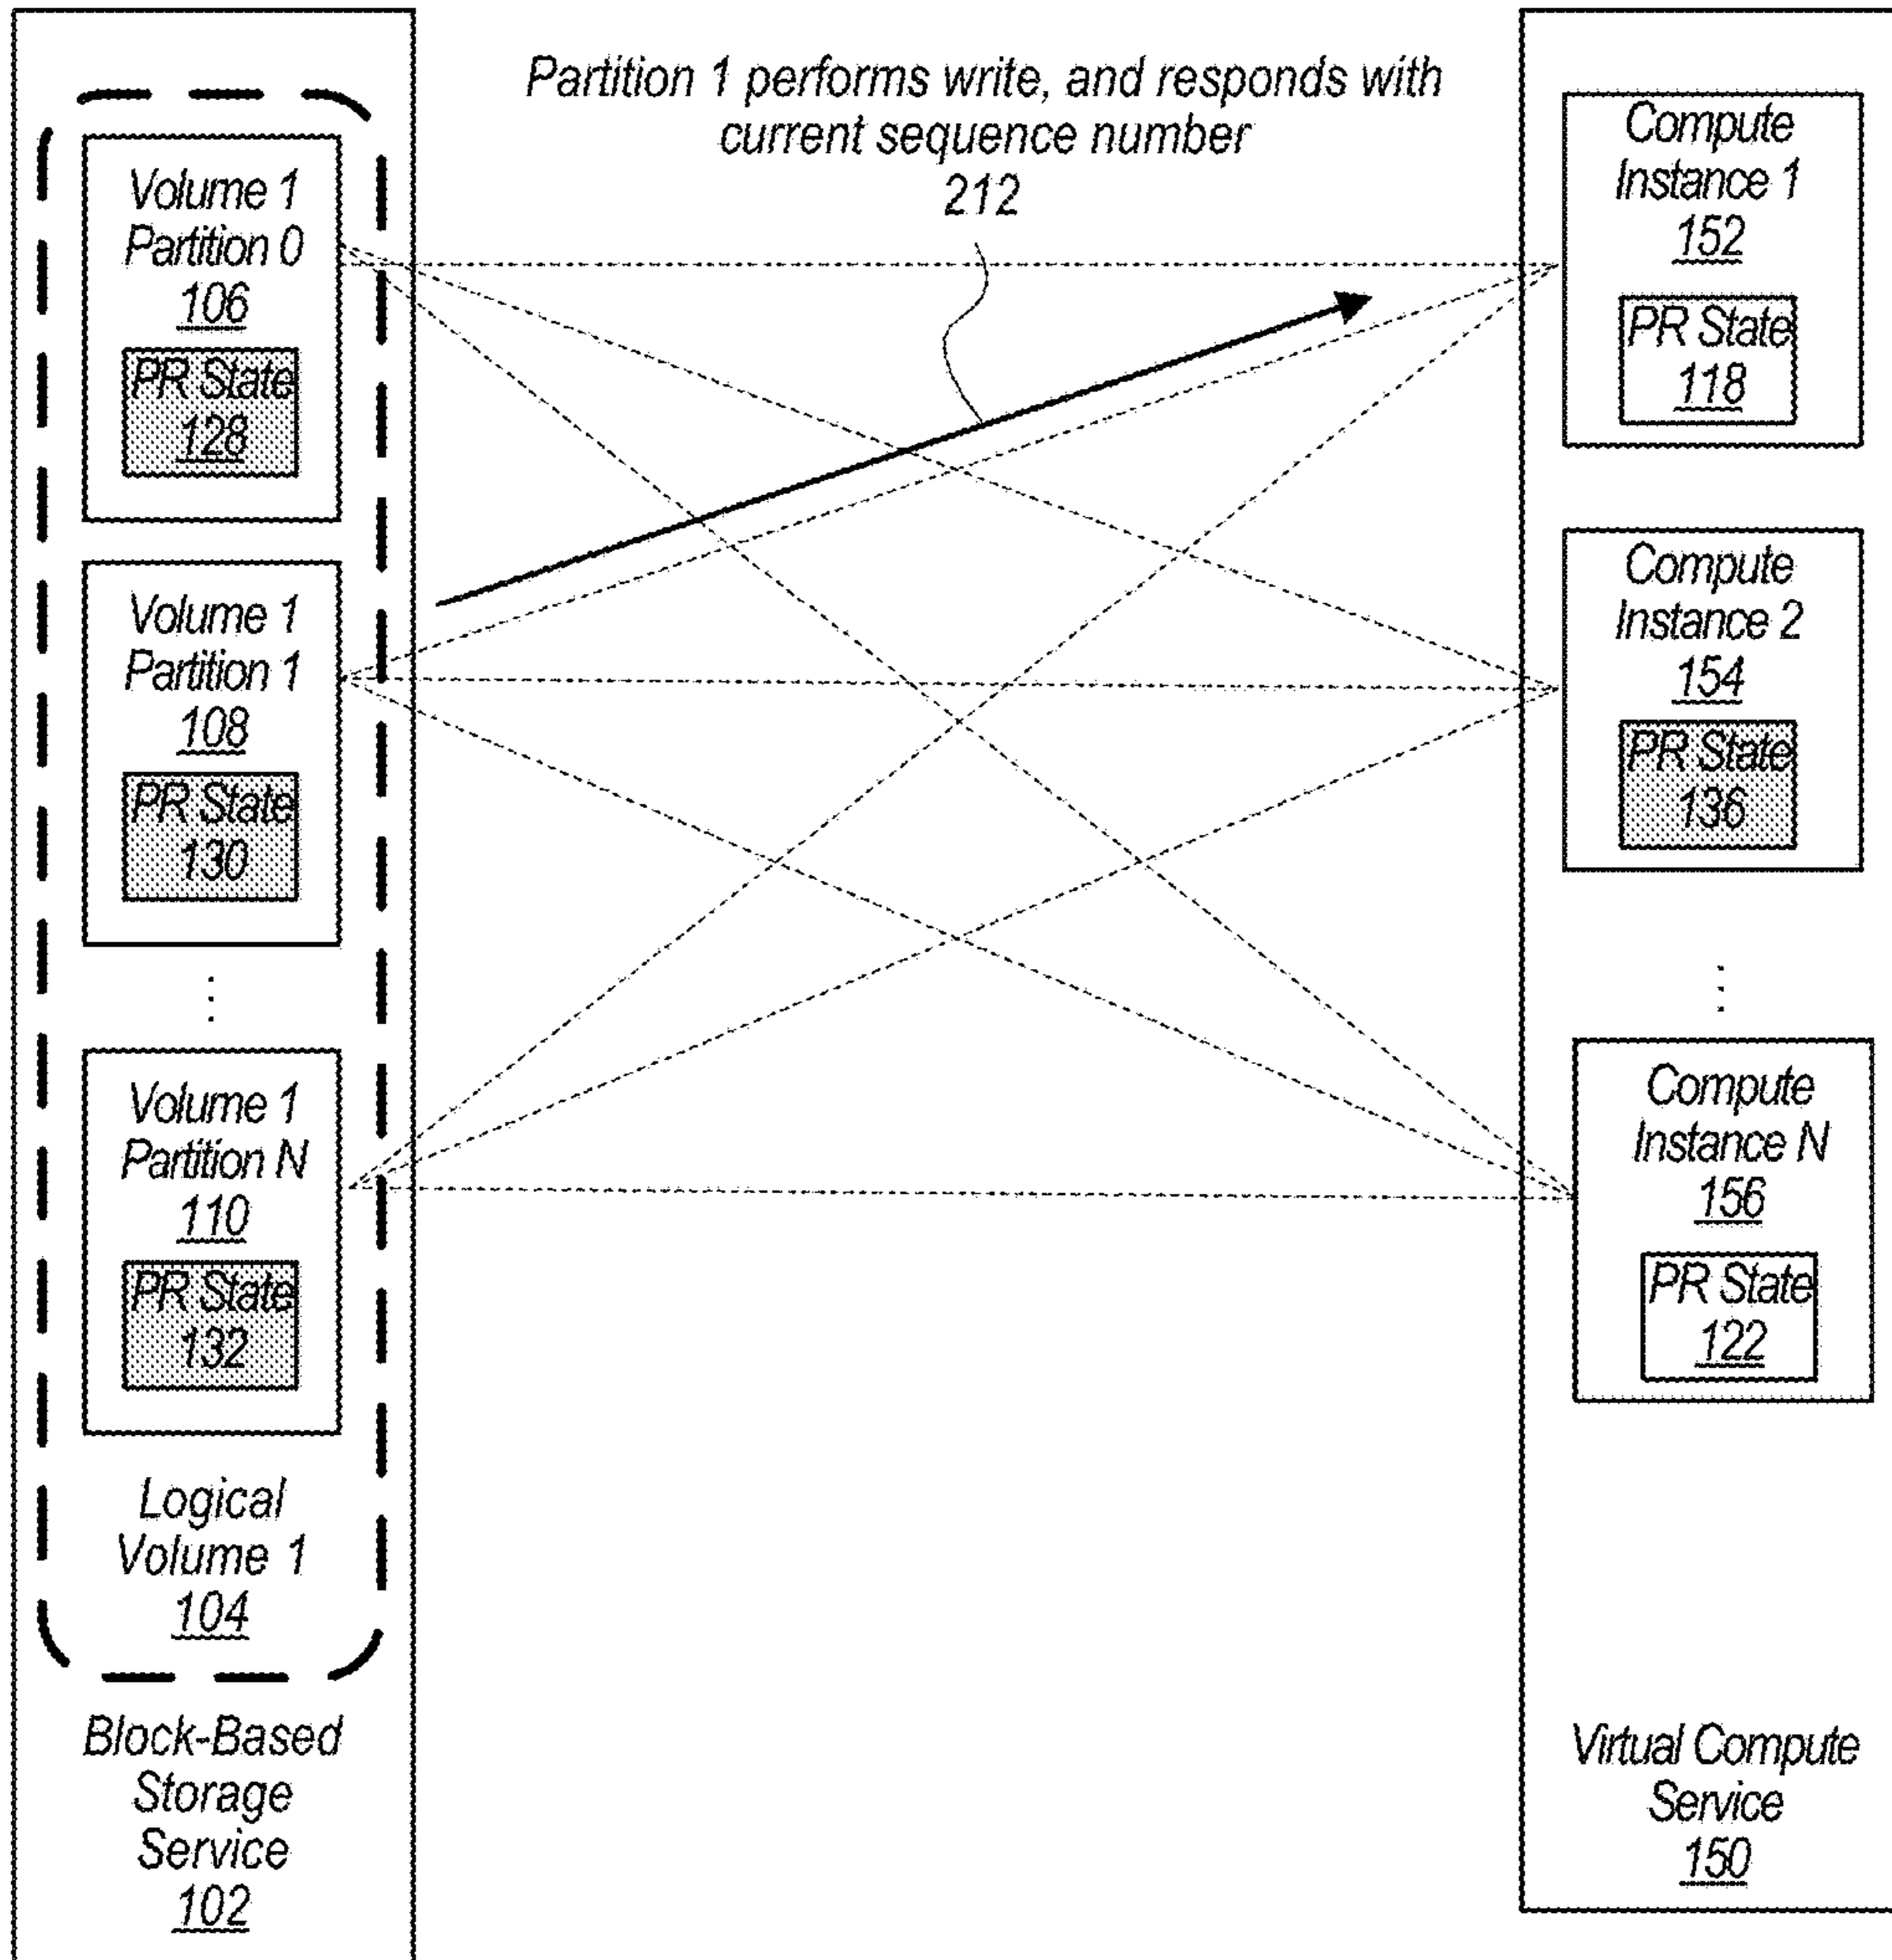 Partition 1 performs write, and responds with
current sequence number
212
Volume 1
Partition 0
106
PR State
128
Volume 1
Partition 1
108
PR State
130
⋮
Volume 1
Partition N
110
PR State
132
Logical
Volume 1
104
Block-Based
Storage
Service
102
Compute
Instance 1
152
PR State
118
Compute
Instance 2
154
PR State
136
⋮
Compute
Instance N
156
PR State
122
Virtual Compute
Service
150